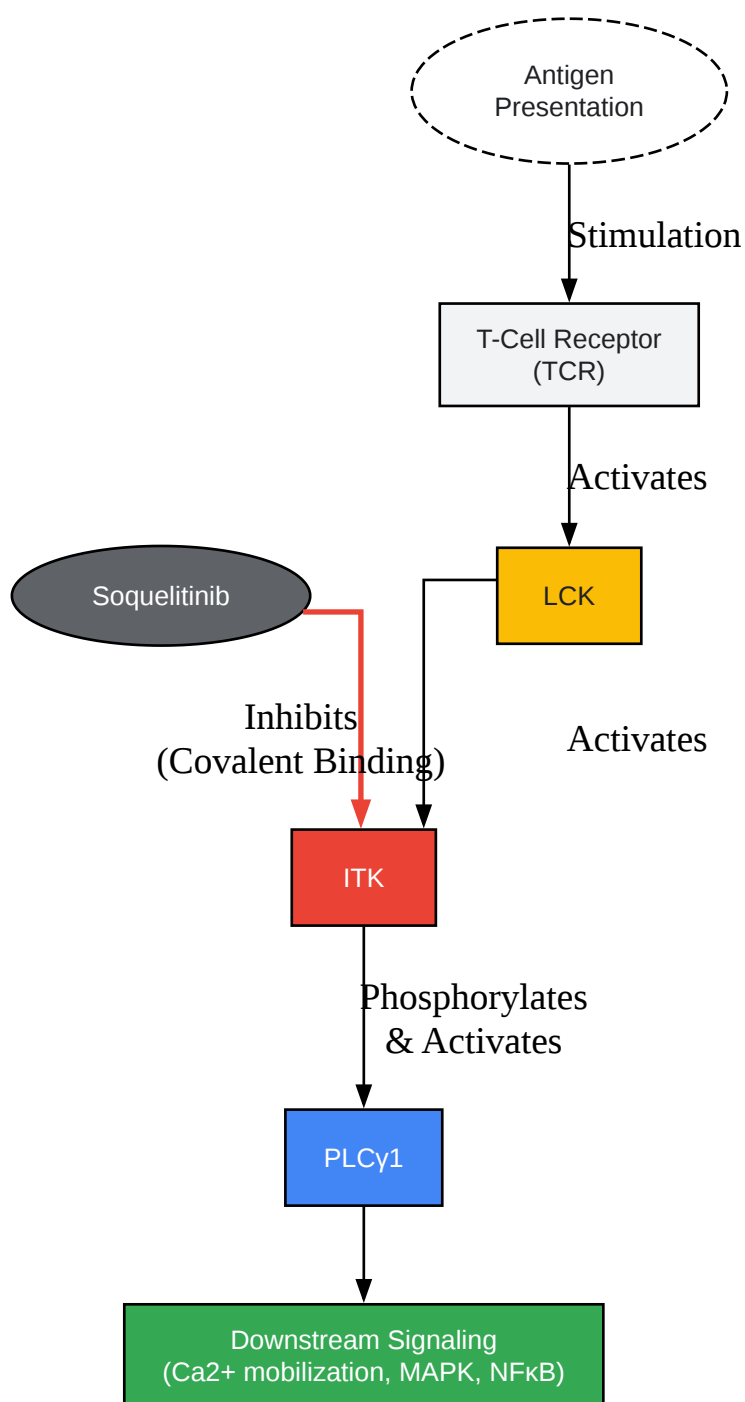 Antigen
Presentation
Stimulation
T-Cell Receptor
(TCR)
Activates
Soquelitinib
LCK
Inhibits
(Covalent Binding)
Activates
ITK
Phosphorylates
& Activates
PLCγ1
Downstream Signaling
(Ca2+ mobilization, MAPK, NFκB)